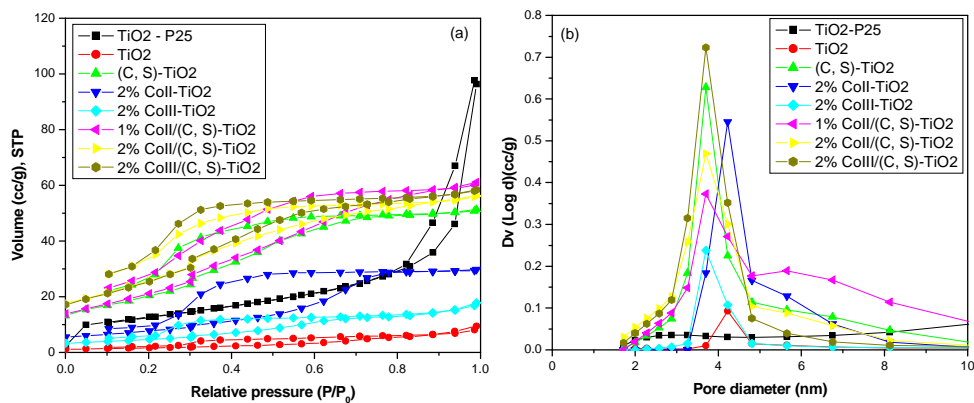 (a)
TiO2 - P25
TiO2
(C, S)-TiO2
2% CoII-TiO2
2% CoIII-TiO2
1% CoII/(C, S)-TiO2
2% CoII/(C, S)-TiO2
2% CoIII/(C, S)-TiO2
Volume (cc/g), STP
120
100
80
60
40
20
0
0.0 0.2 0.4 0.6 0.8 1.0
Relative pressure (P/P0)
(b)
TiO2-P25
TiO2
(C, S)-TiO2
2% CoII-TiO2
2% CoIII-TiO2
1% CoII/(C, S)-TiO2
2% CoII/(C, S)-TiO2
2% CoIII/(C, S)-TiO2
Dv (Log d)(cc/g)
0.8
0.7
0.6
0.5
0.4
0.3
0.2
0.1
0.0
0 2 4 6 8 10
Pore diameter (nm)